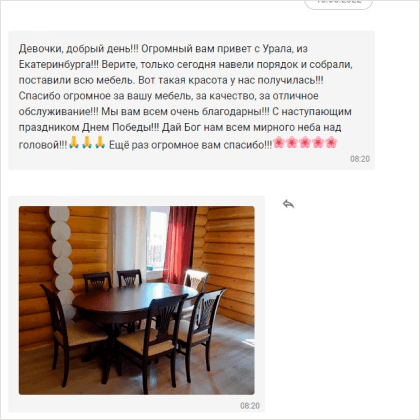 Девочки, добрый день!!! Огромный вам привет с Урала, из
Екатеринбурга!!! Верите, только сегодня навели порядок и собрали,
поставили всю мебель. Вот такая красота у нас получилась!!!
Спасибо огромное за вашу мебель, за качество, за отличное
обслуживание!!! Мы вам всем очень благодарны!!! С наступающим
праздником Днем Победы!!! Дай Бог нам всем мирного неба над
головой!!!🙏🙏🙏 Ещё раз огромное вам спасибо!!!🌸🌸🌸🌸🌸
08:20
08:20